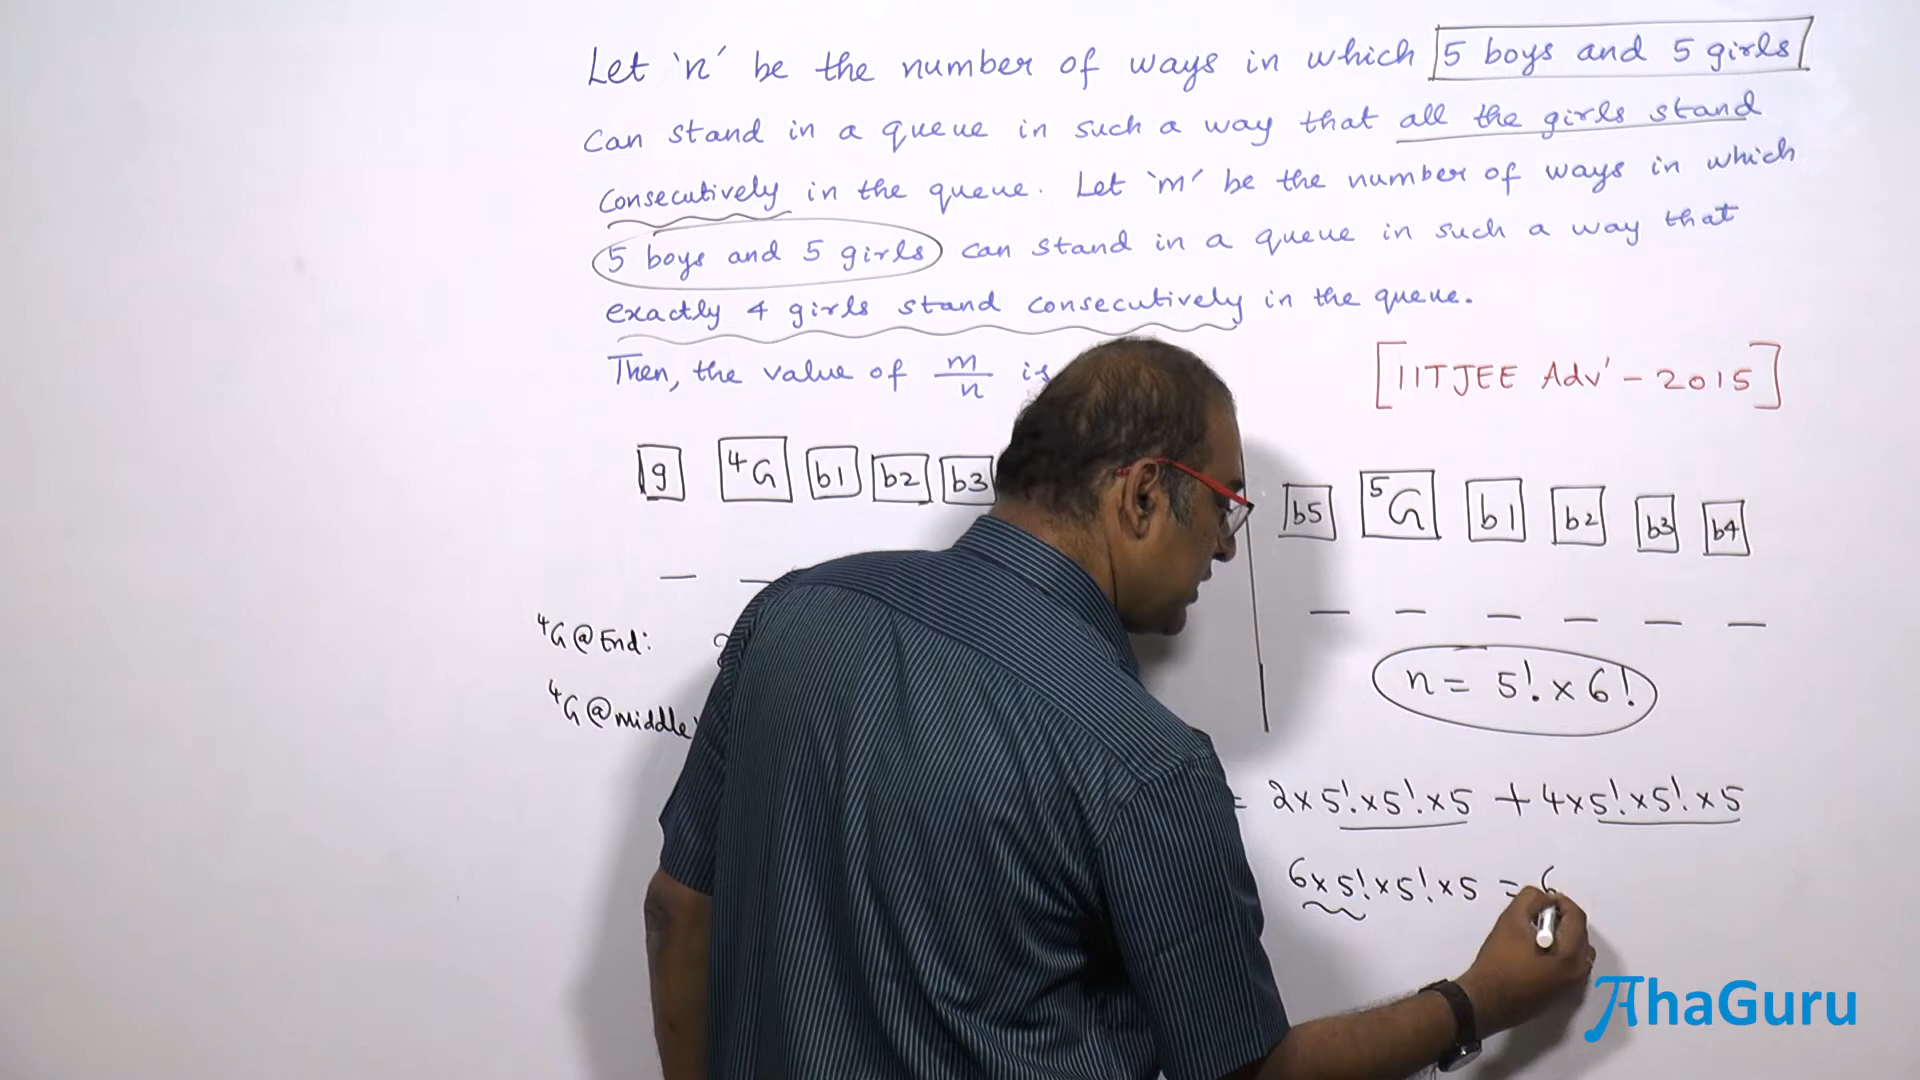 Let 'n' be the number of ways in which 5 boys and 5 girls
can stand in a queue in such a way that all the girls stand
consecutively in the queue. Let 'm' be the number of ways in which
5 boys and 5 girls can stand in a queue in such a way that
exactly 4 girls stand consecutively in the queue.
Then, the value of m/n is
[IITJEE Adv' - 2015]
g 4G b1 b2 b3
b5 5G b1 b2 b3 b4
4G@End:
4G@middle:
n = 5! × 6!
= 2 × 5! × 5! × 5 + 4 × 5! × 5! × 5
6 × 5! × 5! × 5 = 6
AhaGuru